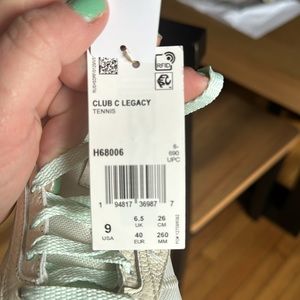 RFID
CLUB C LEGACY
TENNIS
H68006
6-
690
UPC
1 94817 36987 7
9
USA
6.5
UK
26
CM
40
EUR
260
MM